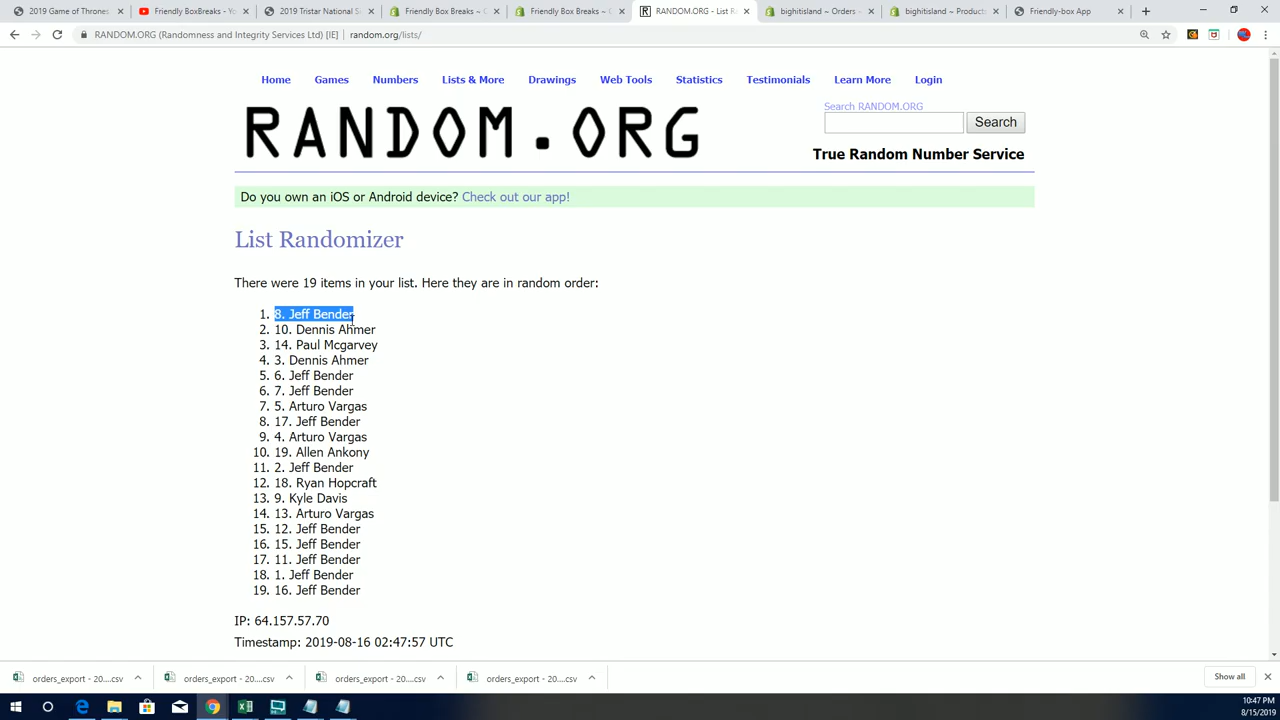 2019 Game of Thrones
Friendly BoxBreaks - Yo
2019 Tristar National Sa
Friendly Box Breaks ~ C
Friendly Box Breaks ~ C
RANDOM.ORG - List R
bighitisland ~ Orders ~
bighitisland ~ Product
Friendly-box App
RANDOM.ORG (Randomness and Integrity Services Ltd) [IE] | random.org/lists/
Home Games Numbers Lists & More Drawings Web Tools Statistics Testimonials Learn More Login
Search RANDOM.ORG
RANDOM.ORG
Search
True Random Number Service
Do you own an iOS or Android device? Check out our app!
List Randomizer
There were 19 items in your list. Here they are in random order:
1. 8. Jeff Bender
2. 10. Dennis Ahmer
3. 14. Paul Mcgarvey
4. 3. Dennis Ahmer
5. 6. Jeff Bender
6. 7. Jeff Bender
7. 5. Arturo Vargas
8. 17. Jeff Bender
9. 4. Arturo Vargas
10. 19. Allen Ankony
11. 2. Jeff Bender
12. 18. Ryan Hopcraft
13. 9. Kyle Davis
14. 13. Arturo Vargas
15. 12. Jeff Bender
16. 15. Jeff Bender
17. 11. Jeff Bender
18. 1. Jeff Bender
19. 16. Jeff Bender
IP: 64.157.57.70
Timestamp: 2019-08-16 02:47:57 UTC
orders_export - 20....csv
orders_export - 20....csv
orders_export - 20....csv
orders_export - 20....csv
Show all
10:47 PM
8/15/2019